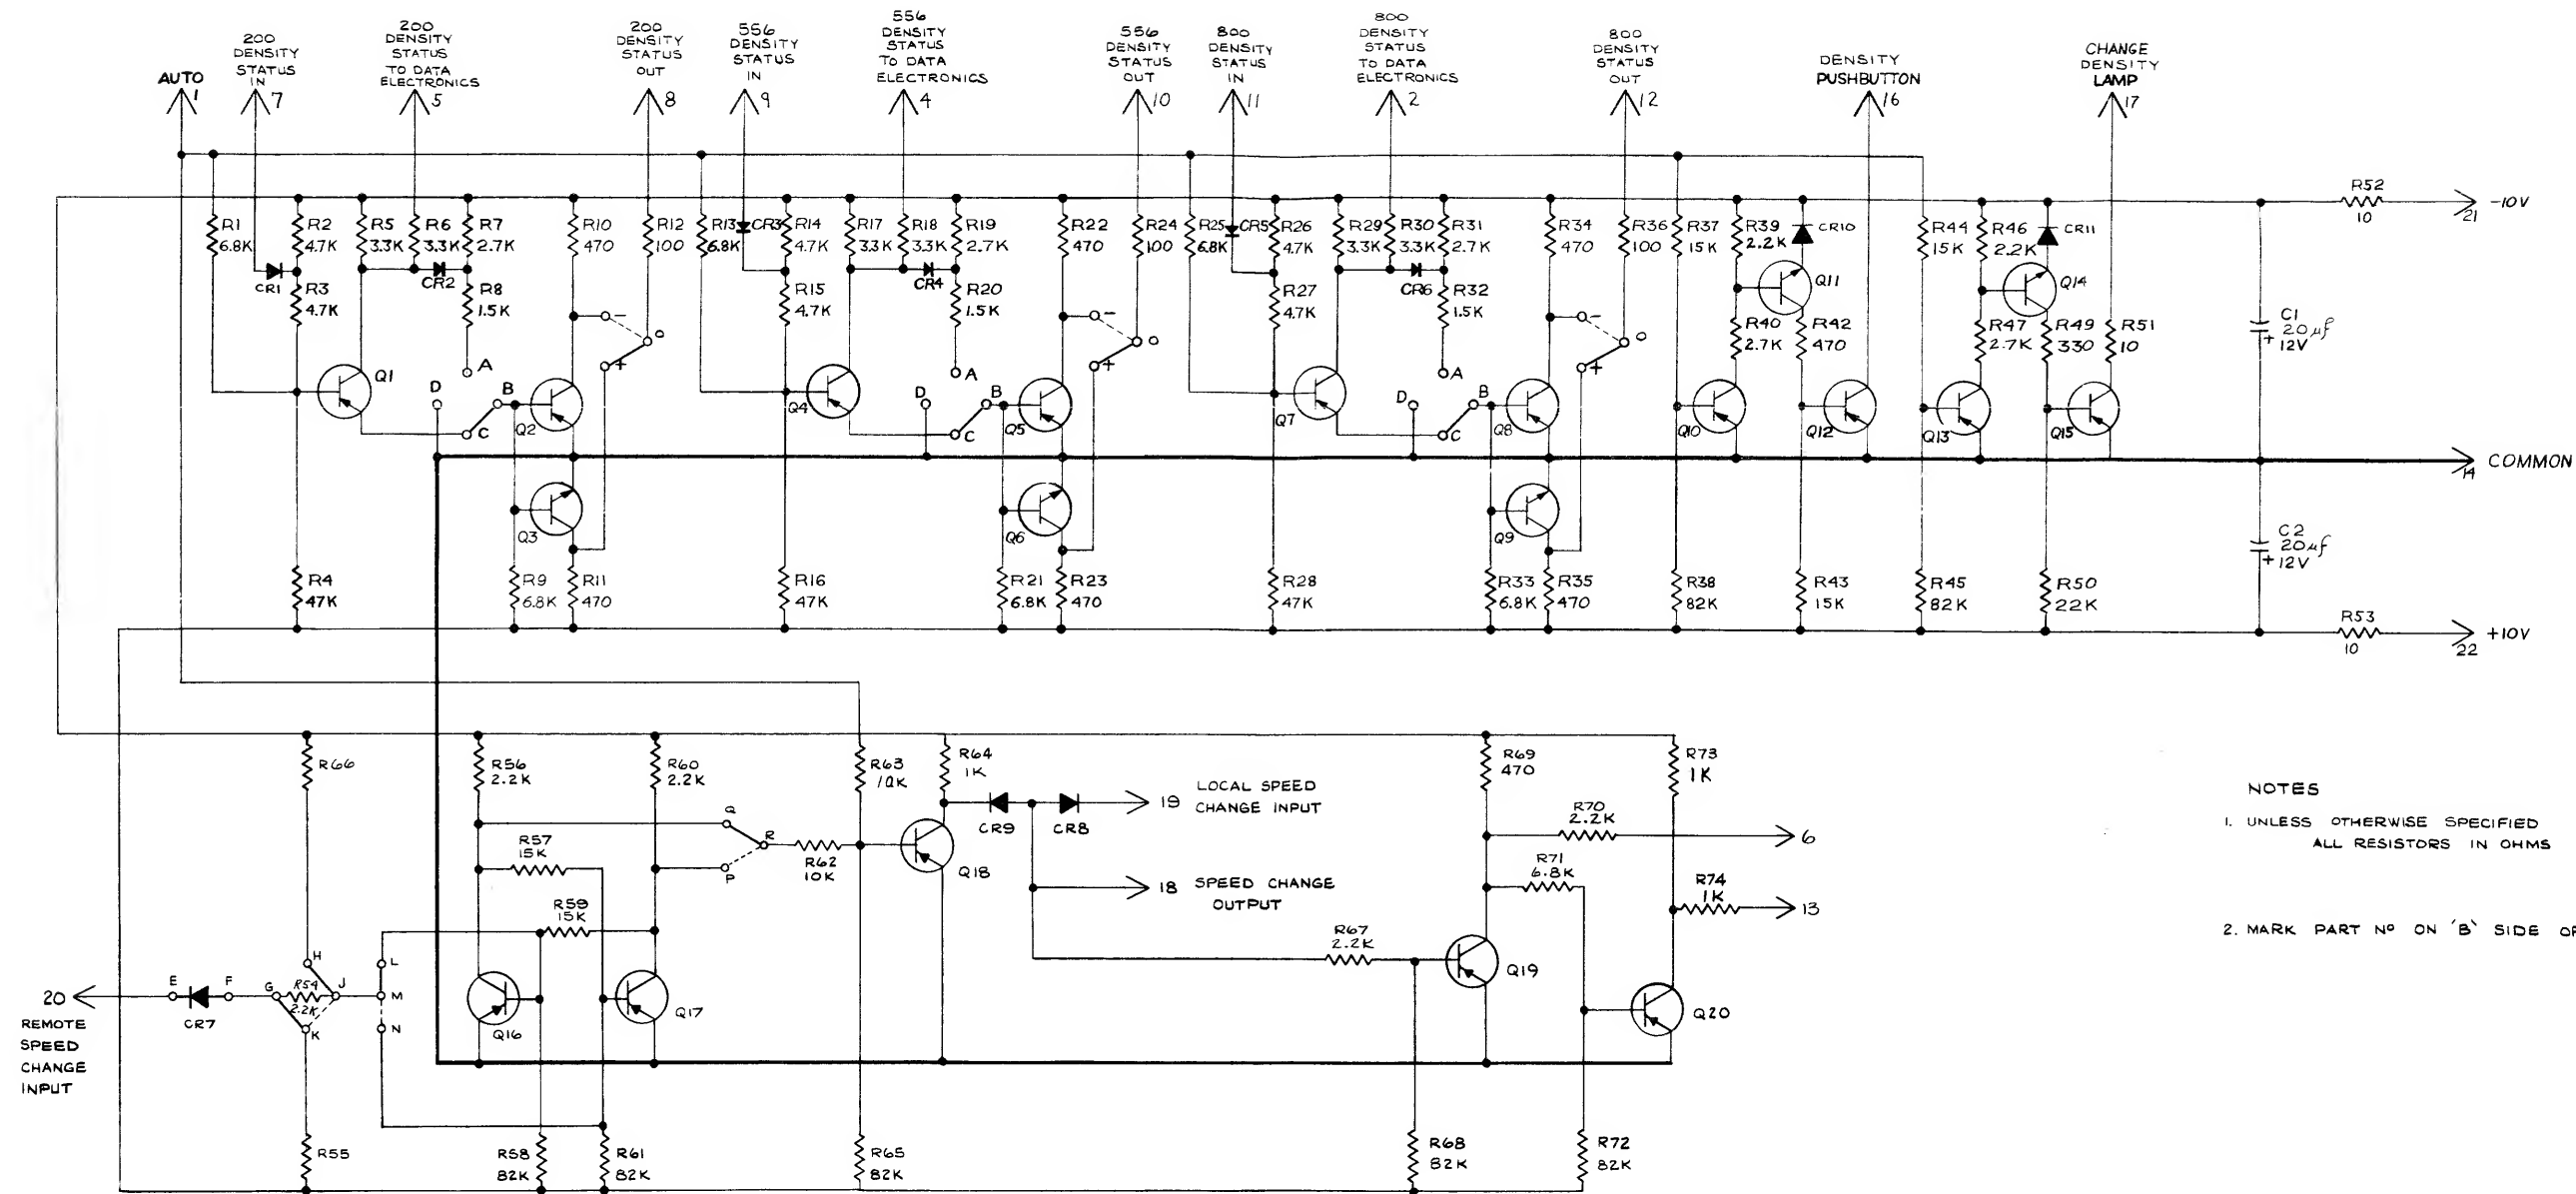 AUTO
1
200
DENSITY
STATUS
IN
7
200
DENSITY
STATUS
TO DATA
ELECTRONICS
5
200
DENSITY
STATUS
OUT
8
556
DENSITY
STATUS
IN
9
556
DENSITY
STATUS
TO DATA
ELECTRONICS
4
556
DENSITY
STATUS
OUT
10
800
DENSITY
STATUS
IN
11
800
DENSITY
STATUS
TO DATA
ELECTRONICS
2
800
DENSITY
STATUS
OUT
12
DENSITY
PUSHBUTTON
16
CHANGE
DENSITY
LAMP
17
R1
6.8K
R2
4.7K
R5
3.3K
R6
3.3K
R7
2.7K
R10
470
R12
100
R13
6.8K
CR3
R14
4.7K
R17
3.3K
R18
3.3K
R19
2.7K
R22
470
R24
100
R25
6.8K
CR5
R26
4.7K
R29
3.3K
R30
3.3K
R31
2.7K
R34
470
R36
100
R37
15K
R39
2.2K
CR10
R44
15K
R46
2.2K
CR11
R52
10
-10V
21
CR1
R3
4.7K
CR2
R8
1.5K
R15
4.7K
CR4
R20
1.5K
R27
4.7K
CR6
R32
1.5K
Q11
R40
2.7K
R42
470
Q14
R47
2.7K
R49
330
R51
10
C1
20µf
+ 12V
- O +
- O +
- O +
Q1
A
D
B
C
Q2
Q4
A
D
B
C
Q5
Q7
A
D
B
C
Q8
Q10
Q12
Q13
Q15
COMMON
14
Q3
Q6
Q9
R4
47K
R9
6.8K
R11
470
R16
47K
R21
6.8K
R23
470
R28
47K
R33
6.8K
R35
470
R38
82K
R43
15K
R45
82K
R50
22K
C2
20µf
+ 12V
R53
10
+10V
22
R66
R56
2.2K
R60
2.2K
R63
10K
R64
1K
R69
470
R73
1K
CR9
CR8
19
LOCAL SPEED
CHANGE INPUT
Q
R
P
R62
10K
Q18
R57
15K
R59
15K
18
SPEED CHANGE
OUTPUT
R70
2.2K
6
R71
6.8K
R74
1K
13
R67
2.2K
Q19
Q20
20
REMOTE
SPEED
CHANGE
INPUT
E
F
CR7
G
H
R54
2.2K
J
K
L
M
N
Q16
Q17
R55
R58
82K
R61
82K
R65
82K
R68
82K
R72
82K
NOTES
1. UNLESS OTHERWISE SPECIFIED
ALL RESISTORS IN OHMS
2. MARK PART Nº ON 'B' SIDE